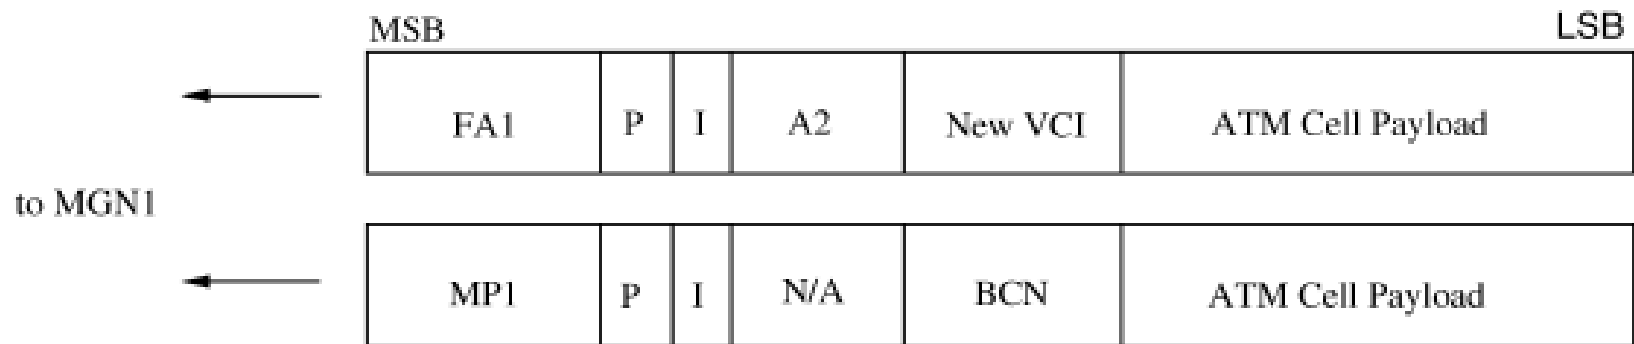 MSB LSB
FA1 P I A2 New VCI ATM Cell Payload
to MGN1
MP1 P I N/A BCN ATM Cell Payload